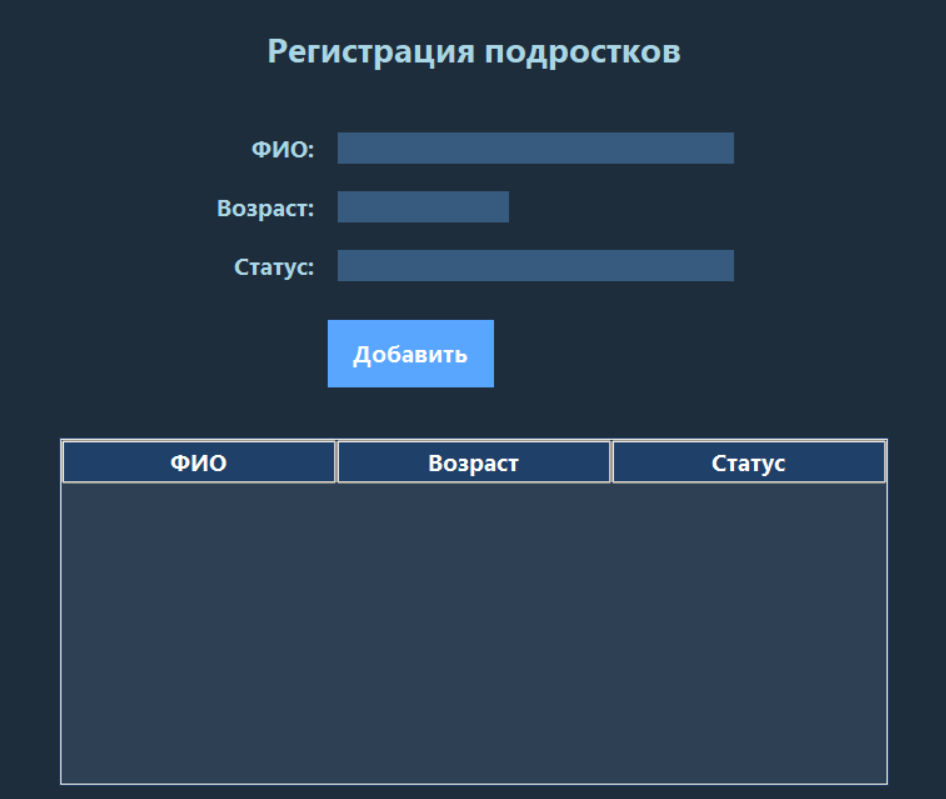 Регистрация подростков
ФИО:
Возраст:
Статус:
Добавить
ФИО Возраст Статус